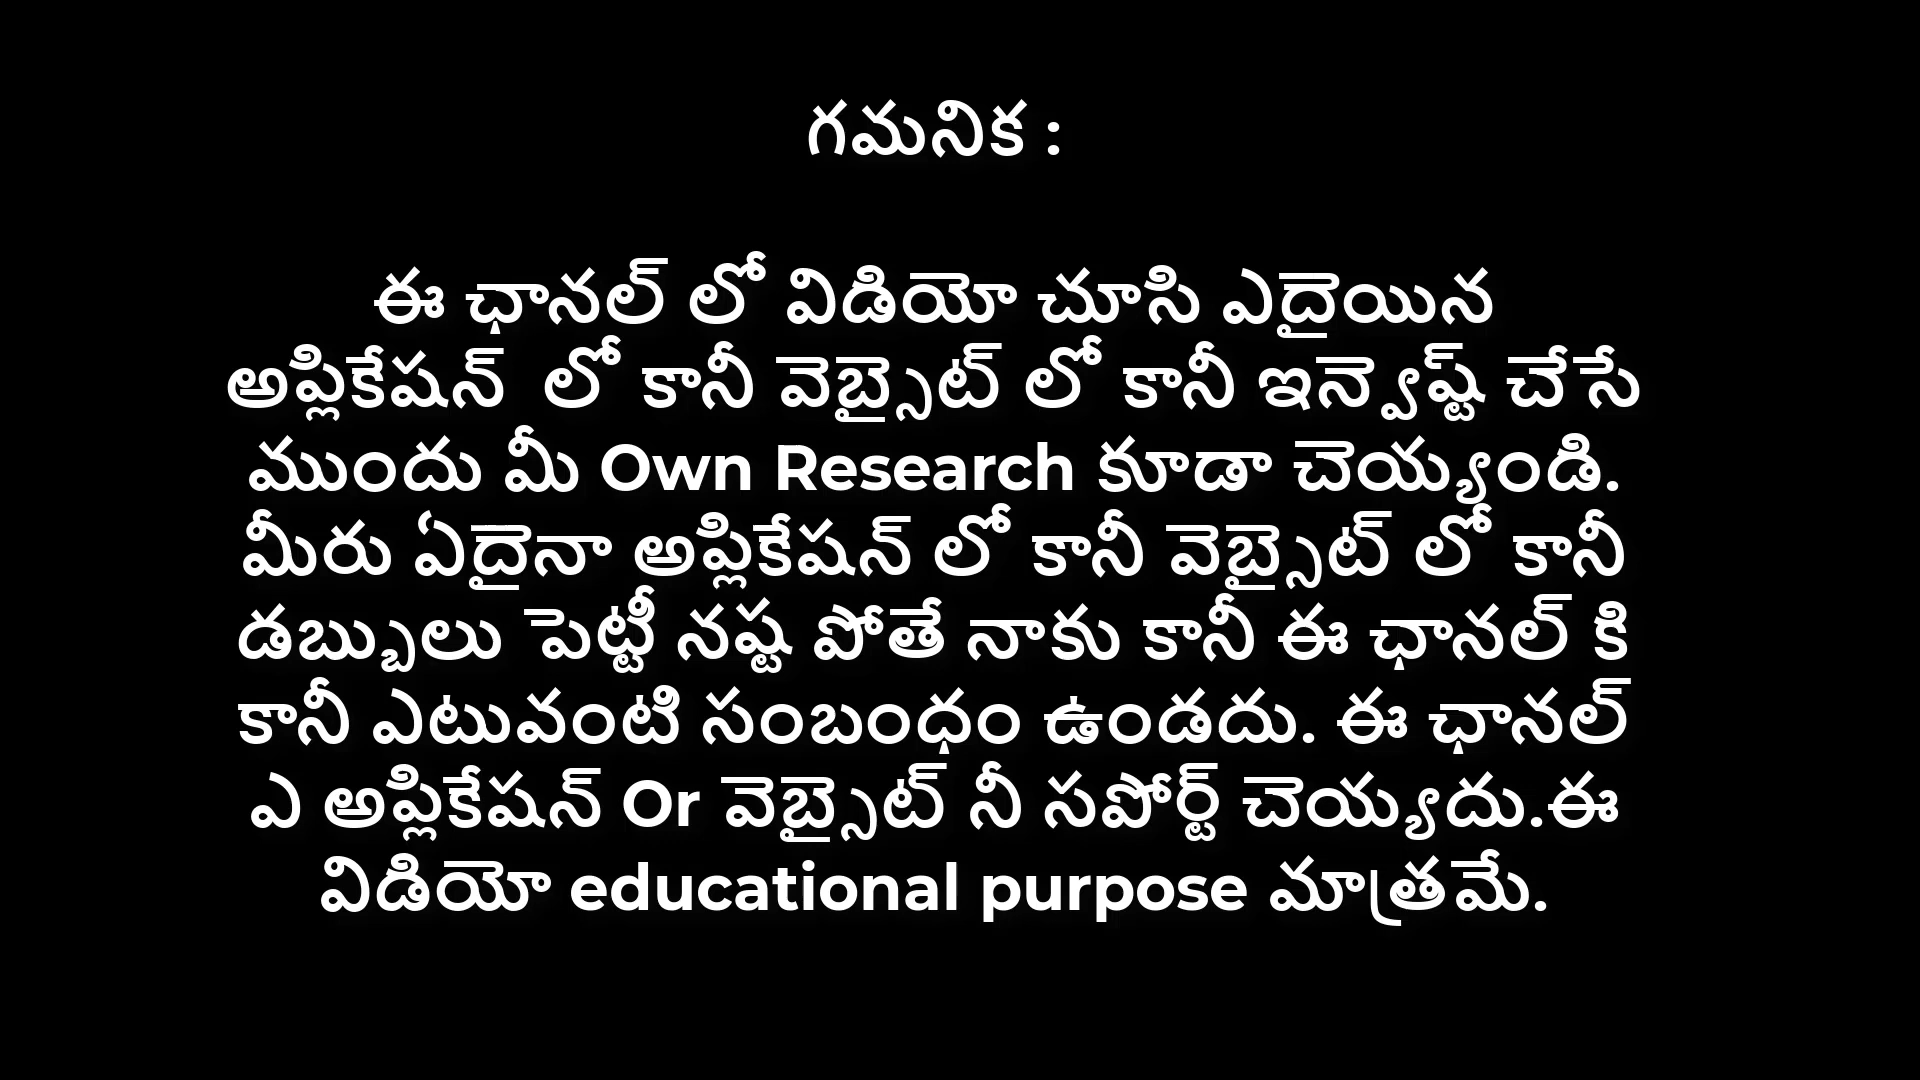 గమనిక :
ఈ ఛానల్ లో విడియో చూసి ఎదైయిన
అప్లికేషన్ లో కానీ వెబ్సైట్ లో కానీ ఇన్వెష్ట్ చేసే
ముందు మీ Own Research కూడా చెయ్యండి.
మీరు ఏదైనా అప్లికేషన్ లో కానీ వెబ్సైట్ లో కానీ
డబ్బులు పెట్టీ నష్ట పోతే నాకు కానీ ఈ ఛానల్ కి
కానీ ఎటువంటి సంబంధం ఉండదు. ఈ ఛానల్
ఎ అప్లికేషన్ Or వెబ్సైట్ నీ సపోర్ట్ చెయ్యదు.ఈ
విడియో educational purpose మాత్రమే.